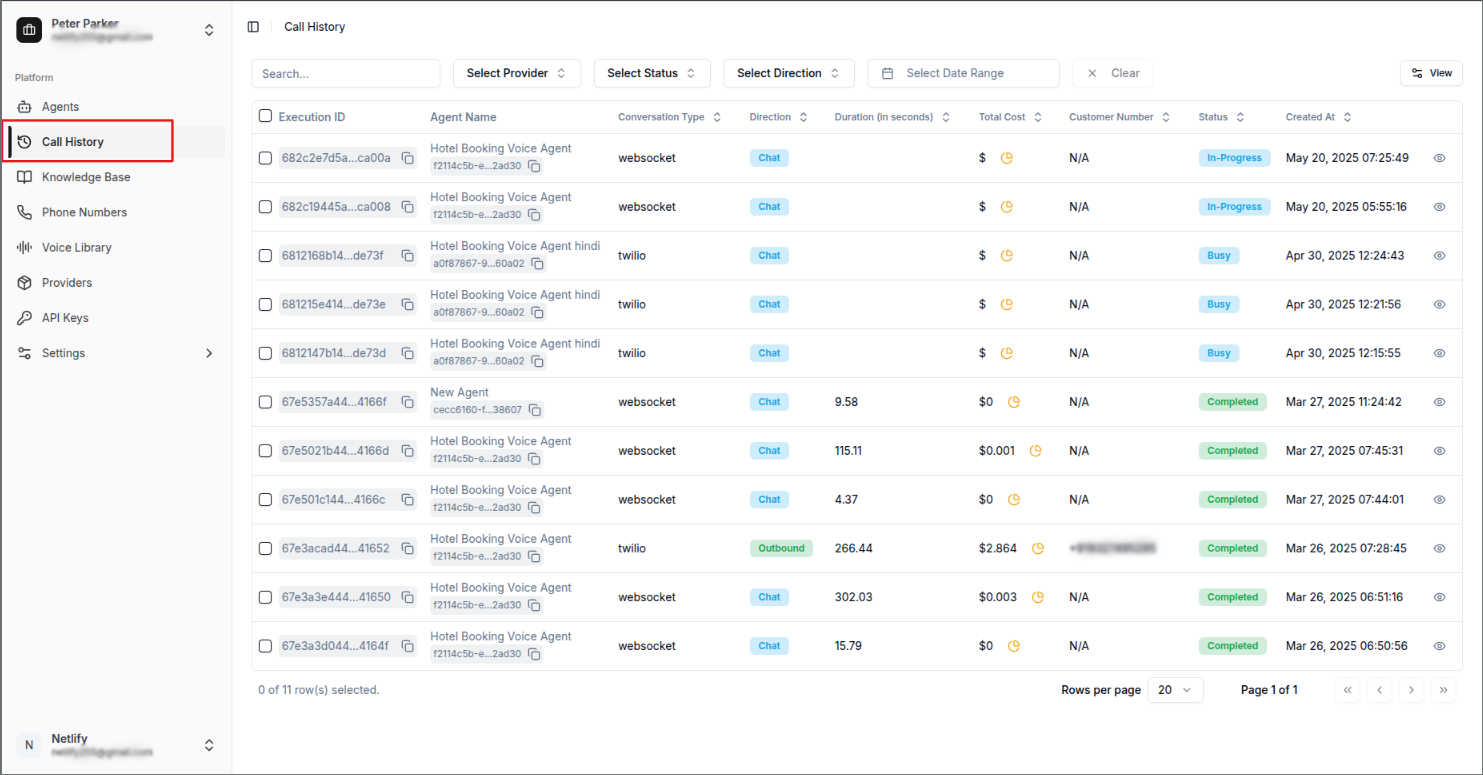 Peter Parker
Platform
Agents
Call History
Knowledge Base
Phone Numbers
Voice Library
Providers
API Keys
Settings
N Netlify
Call History
Search... Select Provider Select Status Select Direction Select Date Range Clear View
Execution ID Agent Name Conversation Type Direction Duration (in seconds) Total Cost Customer Number Status Created At
682c2e7d5a...ca00a Hotel Booking Voice Agent websocket Chat $ N/A In-Progress May 20, 2025 07:25:49
f2114c5b-e...2ad30
682c19445a...ca008 Hotel Booking Voice Agent websocket Chat $ N/A In-Progress May 20, 2025 05:55:16
f2114c5b-e...2ad30
6812168b14...de73f Hotel Booking Voice Agent hindi twilio Chat $ N/A Busy Apr 30, 2025 12:24:43
a0f87867-9...60a02
681215e414...de73e Hotel Booking Voice Agent hindi twilio Chat $ N/A Busy Apr 30, 2025 12:21:56
a0f87867-9...60a02
6812147b14...de73d Hotel Booking Voice Agent hindi twilio Chat $ N/A Busy Apr 30, 2025 12:15:55
a0f87867-9...60a02
67e5357a44...4166f New Agent websocket Chat 9.58 $0 N/A Completed Mar 27, 2025 11:24:42
cecc6160-f...38607
67e5021b44...4166d Hotel Booking Voice Agent websocket Chat 115.11 $0.001 N/A Completed Mar 27, 2025 07:45:31
f2114c5b-e...2ad30
67e501c144...4166c Hotel Booking Voice Agent websocket Chat 4.37 $0 N/A Completed Mar 27, 2025 07:44:01
f2114c5b-e...2ad30
67e3acad44...41652 Hotel Booking Voice Agent twilio Outbound 266.44 $2.864 Completed Mar 26, 2025 07:28:45
f2114c5b-e...2ad30
67e3a3e444...41650 Hotel Booking Voice Agent websocket Chat 302.03 $0.003 N/A Completed Mar 26, 2025 06:51:16
f2114c5b-e...2ad30
67e3a3d044...4164f Hotel Booking Voice Agent websocket Chat 15.79 $0 N/A Completed Mar 26, 2025 06:50:56
f2114c5b-e...2ad30
0 of 11 row(s) selected. Rows per page 20 Page 1 of 1